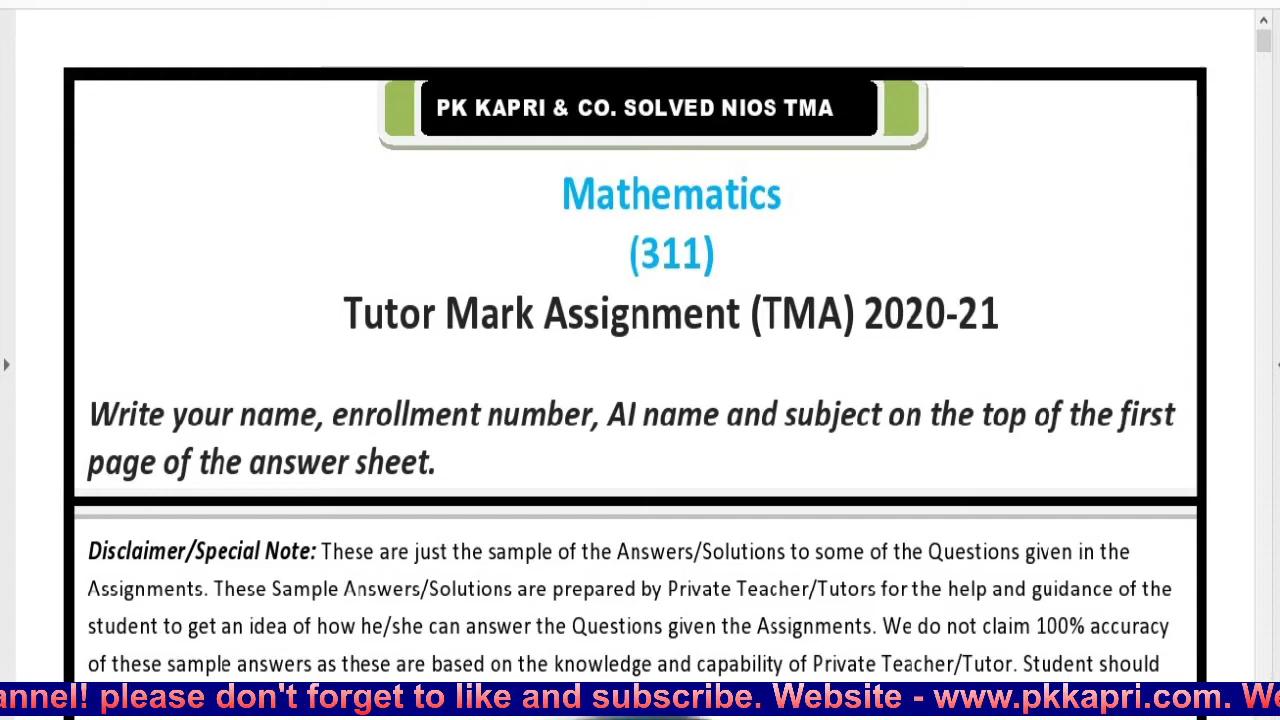 PK KAPRI & CO. SOLVED NIOS TMA
Mathematics
(311)
Tutor Mark Assignment (TMA) 2020-21
Write your name, enrollment number, AI name and subject on the top of the first
page of the answer sheet.
Disclaimer/Special Note: These are just the sample of the Answers/Solutions to some of the Questions given in the
Assignments. These Sample Answers/Solutions are prepared by Private Teacher/Tutors for the help and guidance of the
student to get an idea of how he/she can answer the Questions given the Assignments. We do not claim 100% accuracy
of these sample answers as these are based on the knowledge and capability of Private Teacher/Tutor. Student should
annel! please don't forget to like and subscribe. Website - www.pkkapri.com. We